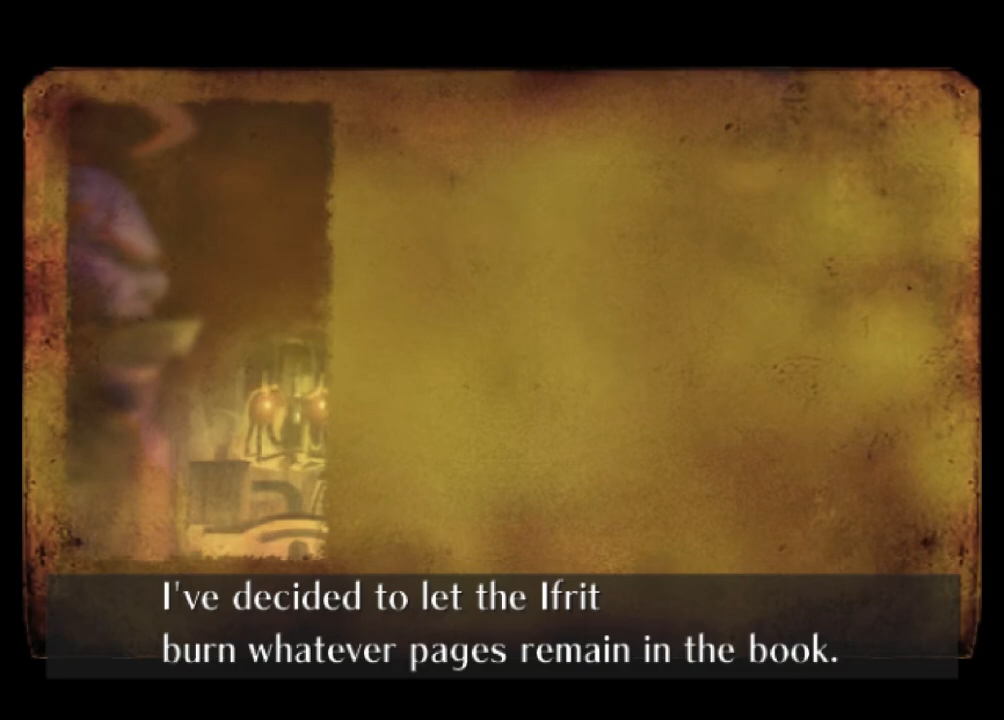 I've decided to let the Ifrit
burn whatever pages remain in the book.